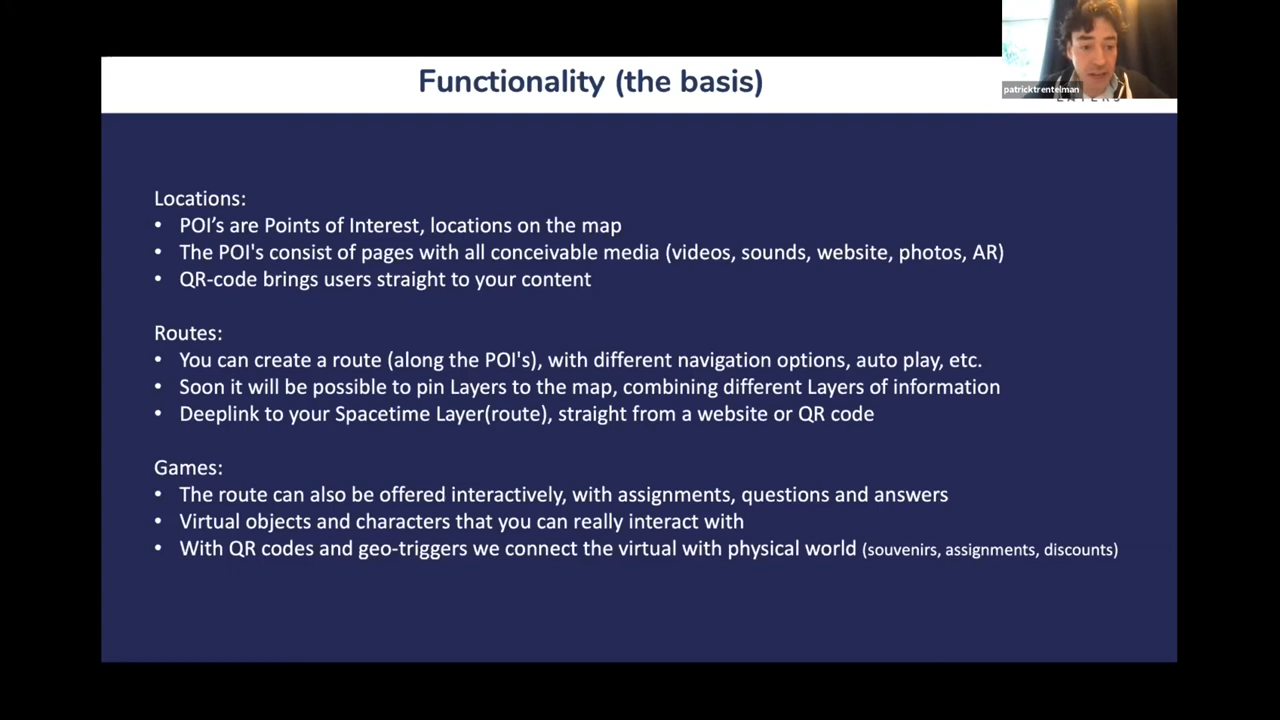 Functionality (the basis)
patricktrentelman
Locations:
• POI’s are Points of Interest, locations on the map
• The POI's consist of pages with all conceivable media (videos, sounds, website, photos, AR)
• QR-code brings users straight to your content
Routes:
• You can create a route (along the POI's), with different navigation options, auto play, etc.
• Soon it will be possible to pin Layers to the map, combining different Layers of information
• Deeplink to your Spacetime Layer(route), straight from a website or QR code
Games:
• The route can also be offered interactively, with assignments, questions and answers
• Virtual objects and characters that you can really interact with
• With QR codes and geo-triggers we connect the virtual with physical world (souvenirs, assignments, discounts)